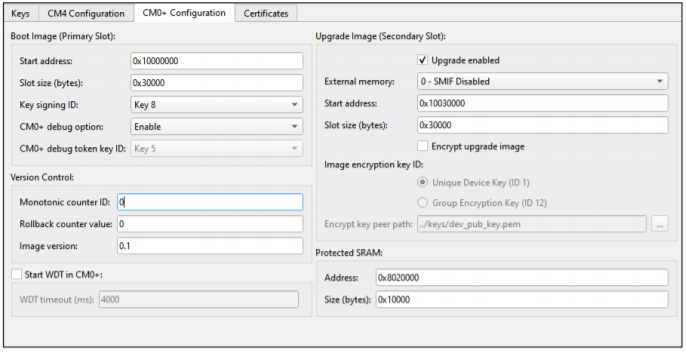 Keys CM4 Configuration CM0+ Configuration Certificates
Boot Image (Primary Slot):
Start address: 0x10000000
Slot size (bytes): 0x30000
Key signing ID: Key 8
CM0+ debug option: Enable
CM0+ debug token key ID: Key 5
Version Control:
Monotonic counter ID: 0
Rollback counter value: 0
Image version: 0.1
Start WDT in CM0+:
WDT timeout (ms): 4000
Upgrade Image (Secondary Slot):
Upgrade enabled
External memory: 0 - SMIF Disabled
Start address: 0x10030000
Slot size (bytes): 0x30000
Encrypt upgrade image
Image encryption key ID:
Unique Device Key (ID 1)
Group Encryption Key (ID 12)
Encrypt key peer path: ../keys/dev_pub_key.pem ...
Protected SRAM:
Address: 0x8020000
Size (bytes): 0x10000